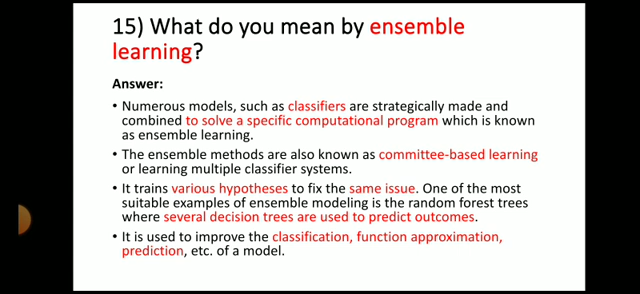 15) What do you mean by ensemble
learning?
Answer:
• Numerous models, such as classifiers are strategically made and
combined to solve a specific computational program which is known
as ensemble learning.
• The ensemble methods are also known as committee-based learning
or learning multiple classifier systems.
• It trains various hypotheses to fix the same issue. One of the most
suitable examples of ensemble modeling is the random forest trees
where several decision trees are used to predict outcomes.
• It is used to improve the classification, function approximation,
prediction, etc. of a model.